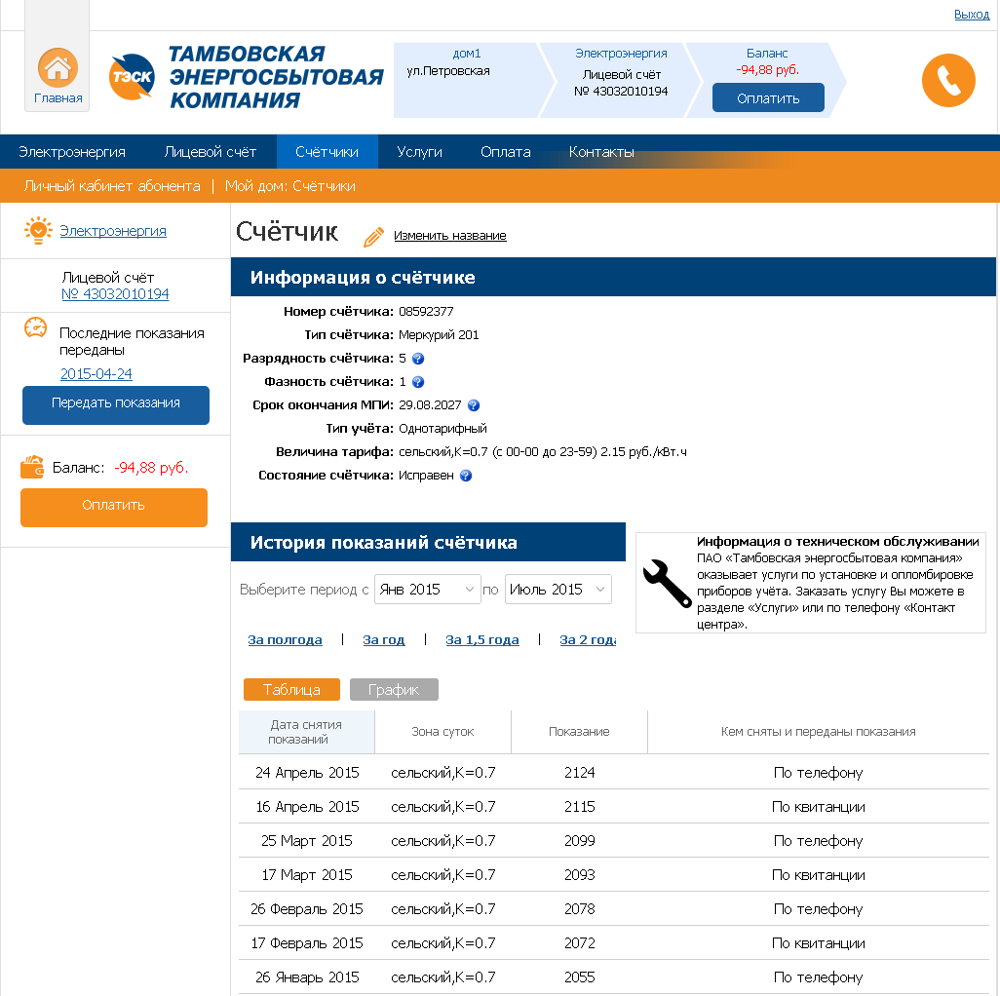 Выход
Главная
ТЭСК
ТАМБОВСКАЯ
ЭНЕРГОСБЫТОВАЯ
КОМПАНИЯ
дом1
ул.Петровская
Электроэнергия
Лицевой счёт
№ 43032010194
Баланс
-94,88 руб.
Оплатить
Электроэнергия Лицевой счёт Счётчики Услуги Оплата Контакты
Личный кабинет абонента | Мой дом: Счётчики
Электроэнергия
Лицевой счёт
№ 43032010194
Последние показания
переданы
2015-04-24
Передать показания
Баланс: -94,88 руб.
Оплатить
Счётчик Изменить название
Информация о счётчике
Номер счётчика: 08592377
Тип счётчика: Меркурий 201
Разрядность счётчика: 5 ?
Фазность счётчика: 1 ?
Срок окончания МПИ: 29.08.2027 ?
Тип учёта: Однотарифный
Величина тарифа: сельский,К=0.7 (с 00-00 до 23-59) 2.15 руб./кВт.ч
Состояние счётчика: Исправен ?
История показаний счётчика
Выберите период с Янв 2015 по Июль 2015
За полгода | За год | За 1,5 года | За 2 года
Информация о техническом обслуживании
ПАО «Тамбовская энергосбытовая компания»
оказывает услуги по установке и опломбировке
приборов учёта. Заказать услугу Вы можете в
разделе «Услуги» или по телефону «Контакт
центра».
Таблица График
Дата снятия
показаний
Зона суток
Показание
Кем сняты и переданы показания
24 Апрель 2015 сельский,К=0.7 2124 По телефону
16 Апрель 2015 сельский,К=0.7 2115 По квитанции
25 Март 2015 сельский,К=0.7 2099 По телефону
17 Март 2015 сельский,К=0.7 2093 По квитанции
26 Февраль 2015 сельский,К=0.7 2078 По телефону
17 Февраль 2015 сельский,К=0.7 2072 По квитанции
26 Январь 2015 сельский,К=0.7 2055 По телефону